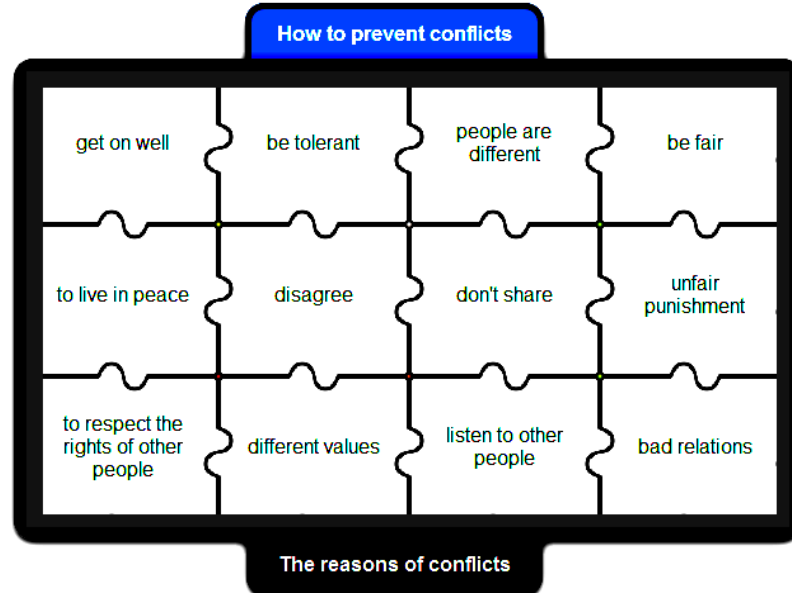 How to prevent conflicts
get on well
be tolerant
people are
different
be fair
to live in peace
disagree
don't share
unfair
punishment
to respect the
rights of other
people
different values
listen to other
people
bad relations
The reasons of conflicts